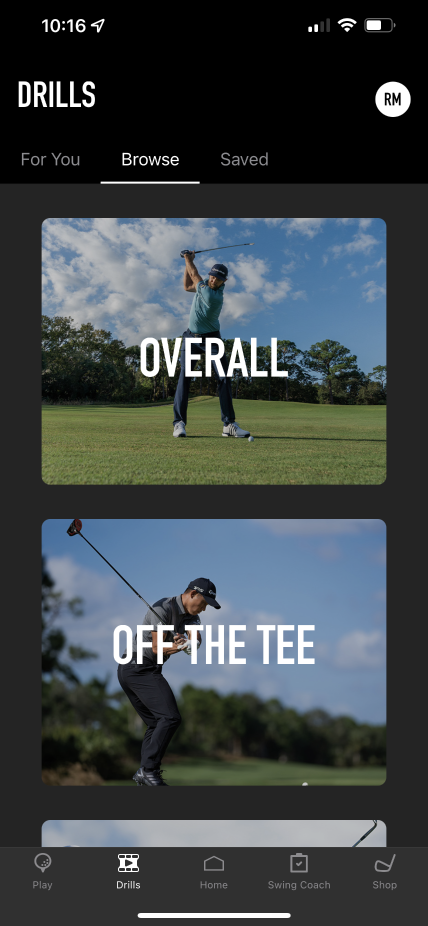 10:16
DRILLS
RM
For You
Browse
Saved
OVERALL
OFF THE TEE
Play
Drills
Home
Swing Coach
Shop